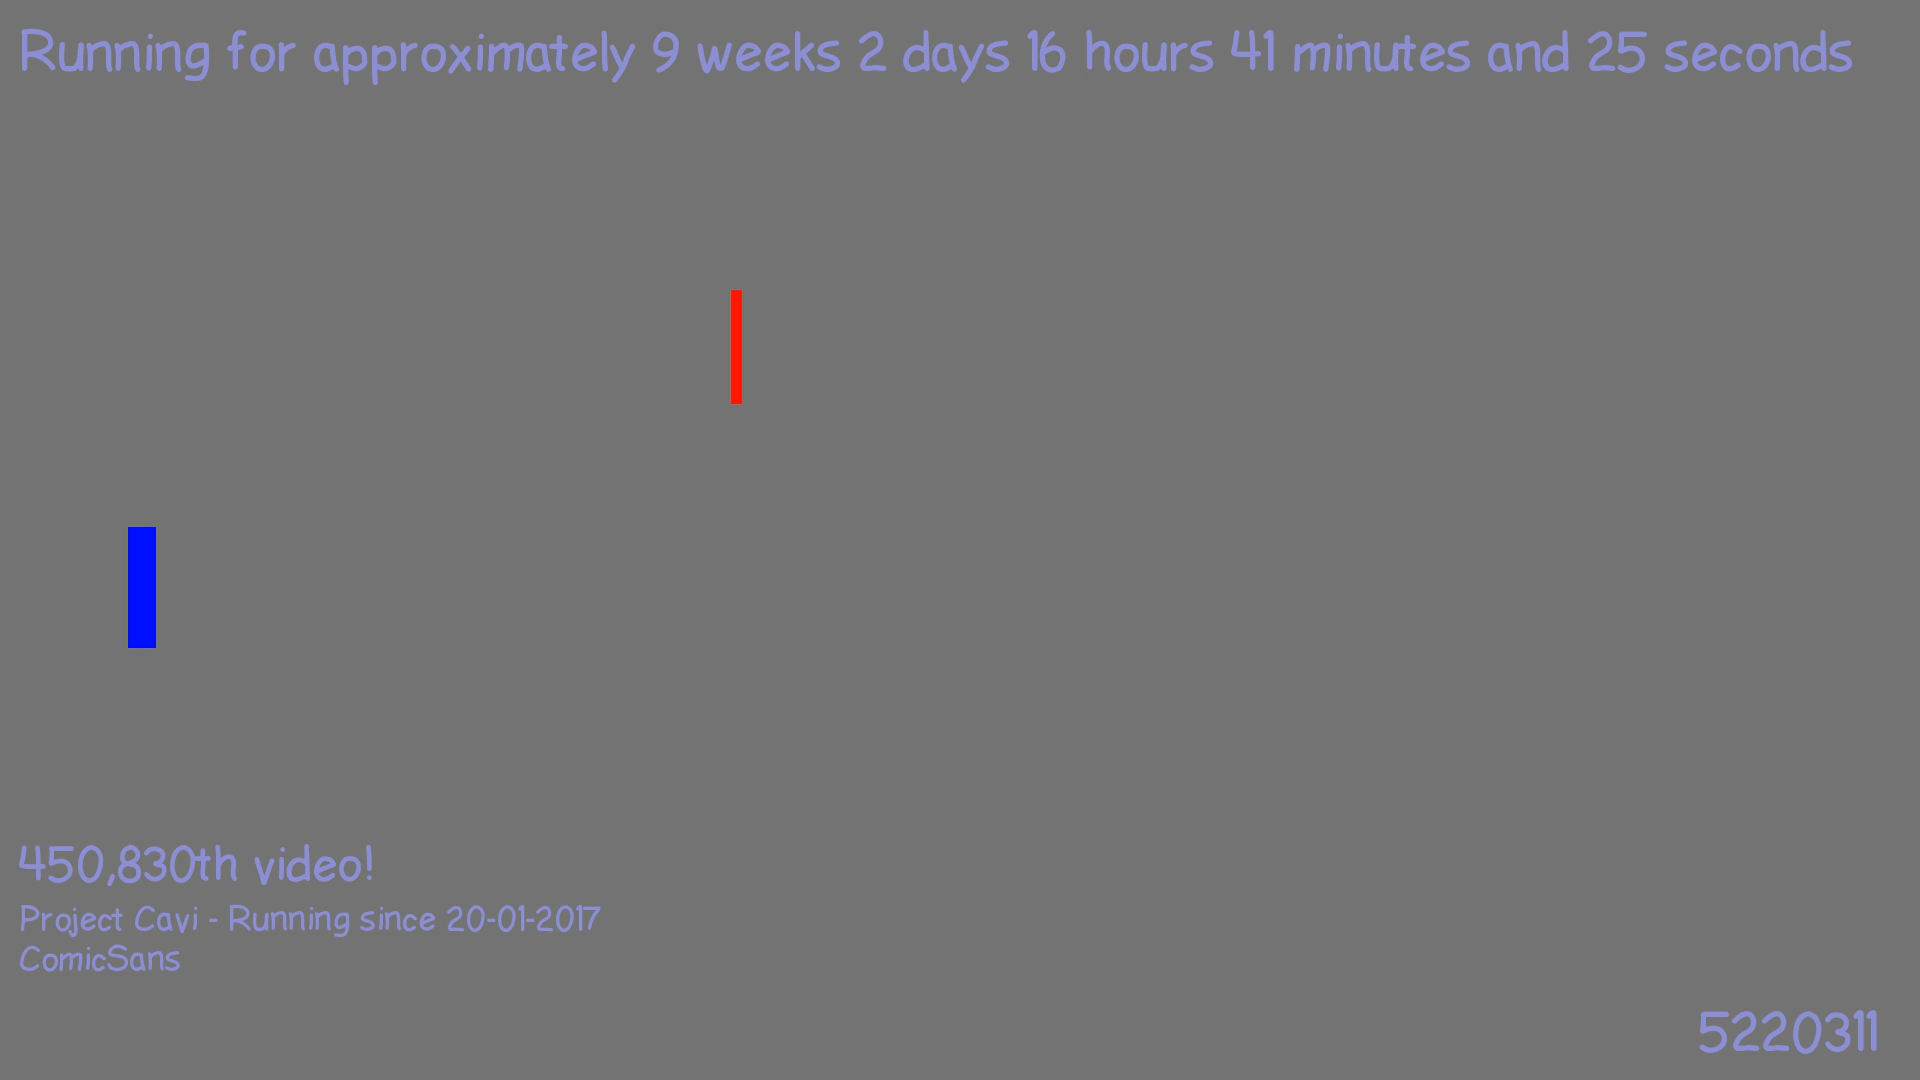 Running for approximately 9 weeks 2 days 16 hours 41 minutes and 25 seconds
450,830th video!
Project Cavi - Running since 20-01-2017
ComicSans
5220311